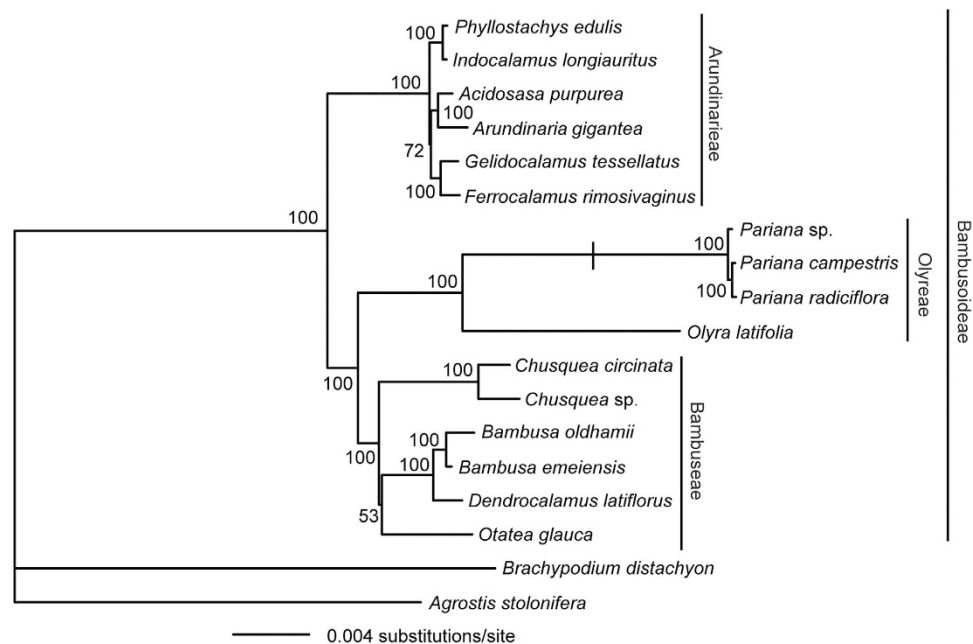 100
Phyllostachys edulis
Indocalamus longiauritus
100
Acidosasa purpurea
100
Arundinaria gigantea
72
Gelidocalamus tessellatus
100
Ferrocalamus rimosivaginus
Arundinarieae
100
100
Pariana sp.
Pariana campestris
100
Pariana radiciflora
100
Olyra latifolia
Olyreae
Bambusoideae
100
100
Chusquea circinata
Chusquea sp.
100
100
Bambusa oldhamii
Bambusa emeiensis
100
Dendrocalamus latiflorus
53
Otatea glauca
Bambuseae
Brachypodium distachyon
Agrostis stolonifera
0.004 substitutions/site